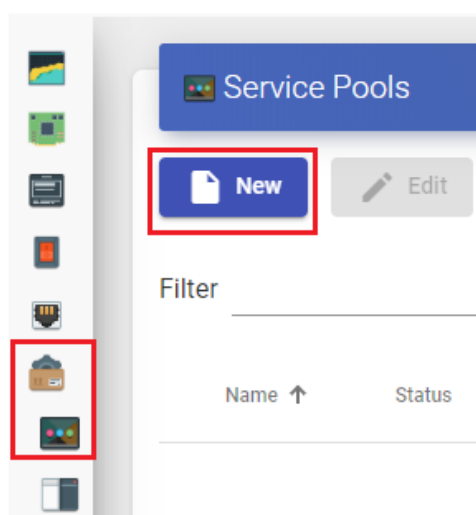 Service Pools
New
Edit
Filter
Name ↑
Status